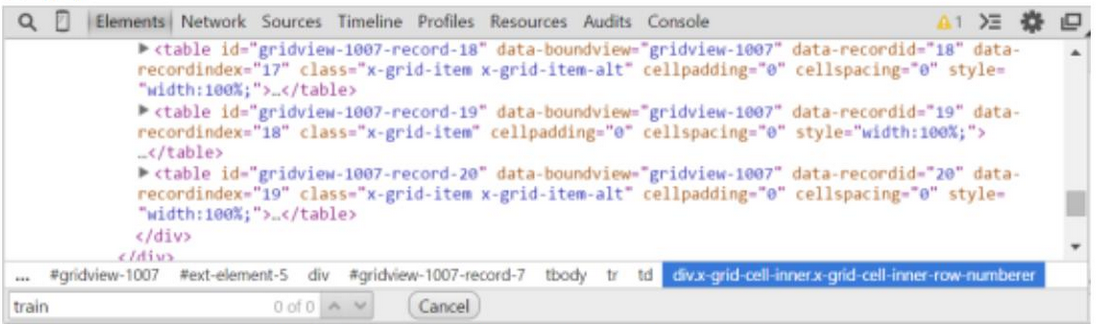 Elements Network Sources Timeline Profiles Resources Audits Console 1
▶<table id="gridview-1007-record-18" data-boundview="gridview-1007" data-recordid="18" data-
recordindex="17" class="x-grid-item x-grid-item-alt" cellpadding="0" cellspacing="0" style=
"width:100%;">…</table>
▶<table id="gridview-1007-record-19" data-boundview="gridview-1007" data-recordid="19" data-
recordindex="18" class="x-grid-item" cellpadding="0" cellspacing="0" style="width:100%;">
…</table>
▶<table id="gridview-1007-record-20" data-boundview="gridview-1007" data-recordid="20" data-
recordindex="19" class="x-grid-item x-grid-item-alt" cellpadding="0" cellspacing="0" style=
"width:100%;">…</table>
</div>
</div>
... #gridview-1007 #ext-element-5 div #gridview-1007-record-7 tbody tr td div.x-grid-cell-inner.x-grid-cell-inner-row-numberer
train 0 of 0 Cancel